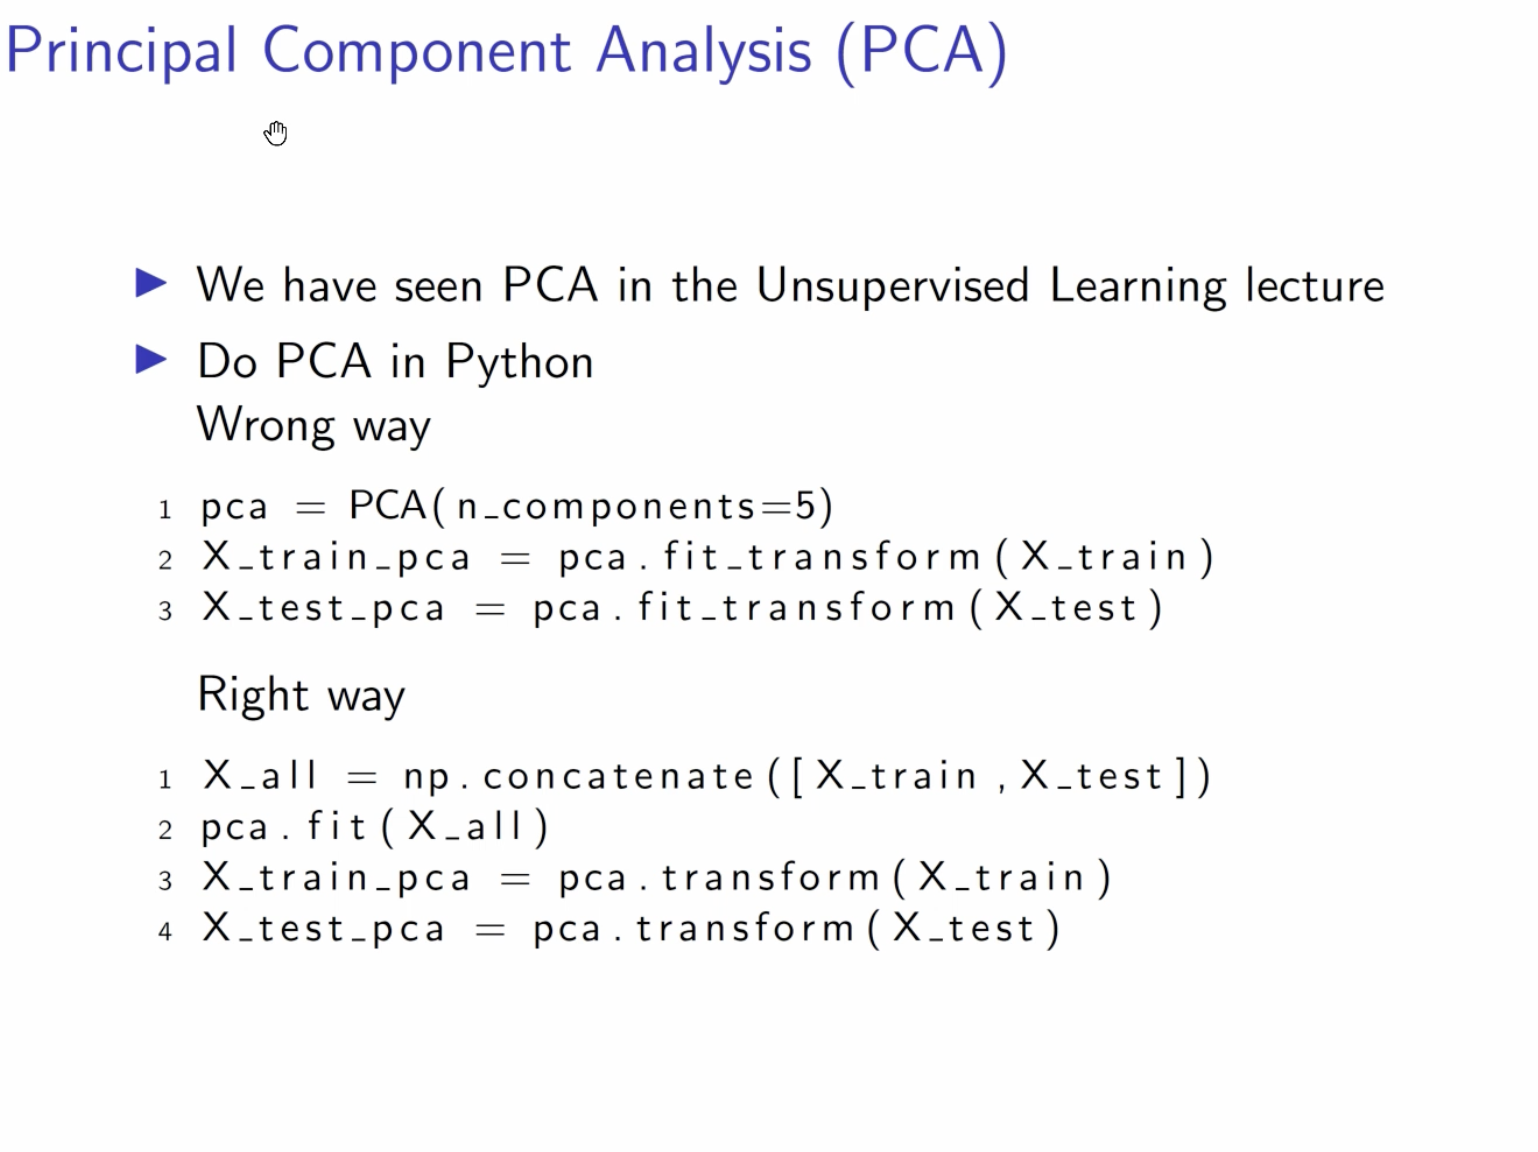 Principal Component Analysis (PCA)
We have seen PCA in the Unsupervised Learning lecture
Do PCA in Python
Wrong way
1 pca = PCA(n_components=5)
2 X_train_pca = pca.fit_transform(X_train)
3 X_test_pca = pca.fit_transform(X_test)
Right way
1 X_all = np.concatenate([X_train,X_test])
2 pca.fit(X_all)
3 X_train_pca = pca.transform(X_train)
4 X_test_pca = pca.transform(X_test)